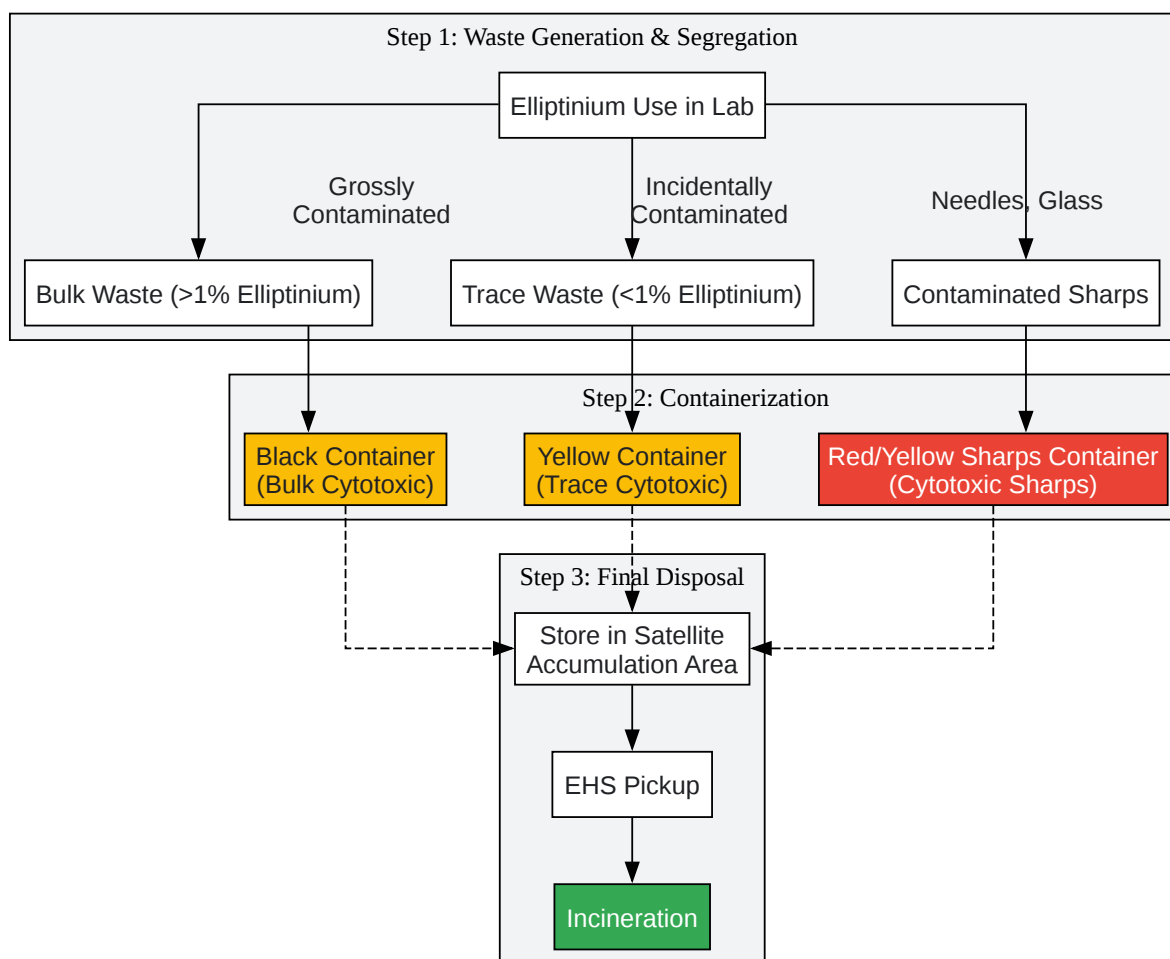 Step 1: Waste Generation & Segregation
Elliptinium Use in Lab
Grossly
Contaminated
Incidentally
Contaminated
Needles, Glass
Bulk Waste (>1% Elliptinium)
Trace Waste (<1% Elliptinium)
Contaminated Sharps
Step 2: Containerization
Black Container
(Bulk Cytotoxic)
Yellow Container
(Trace Cytotoxic)
Red/Yellow Sharps Container
(Cytotoxic Sharps)
Step 3: Final Disposal
Store in Satellite
Accumulation Area
EHS Pickup
Incineration